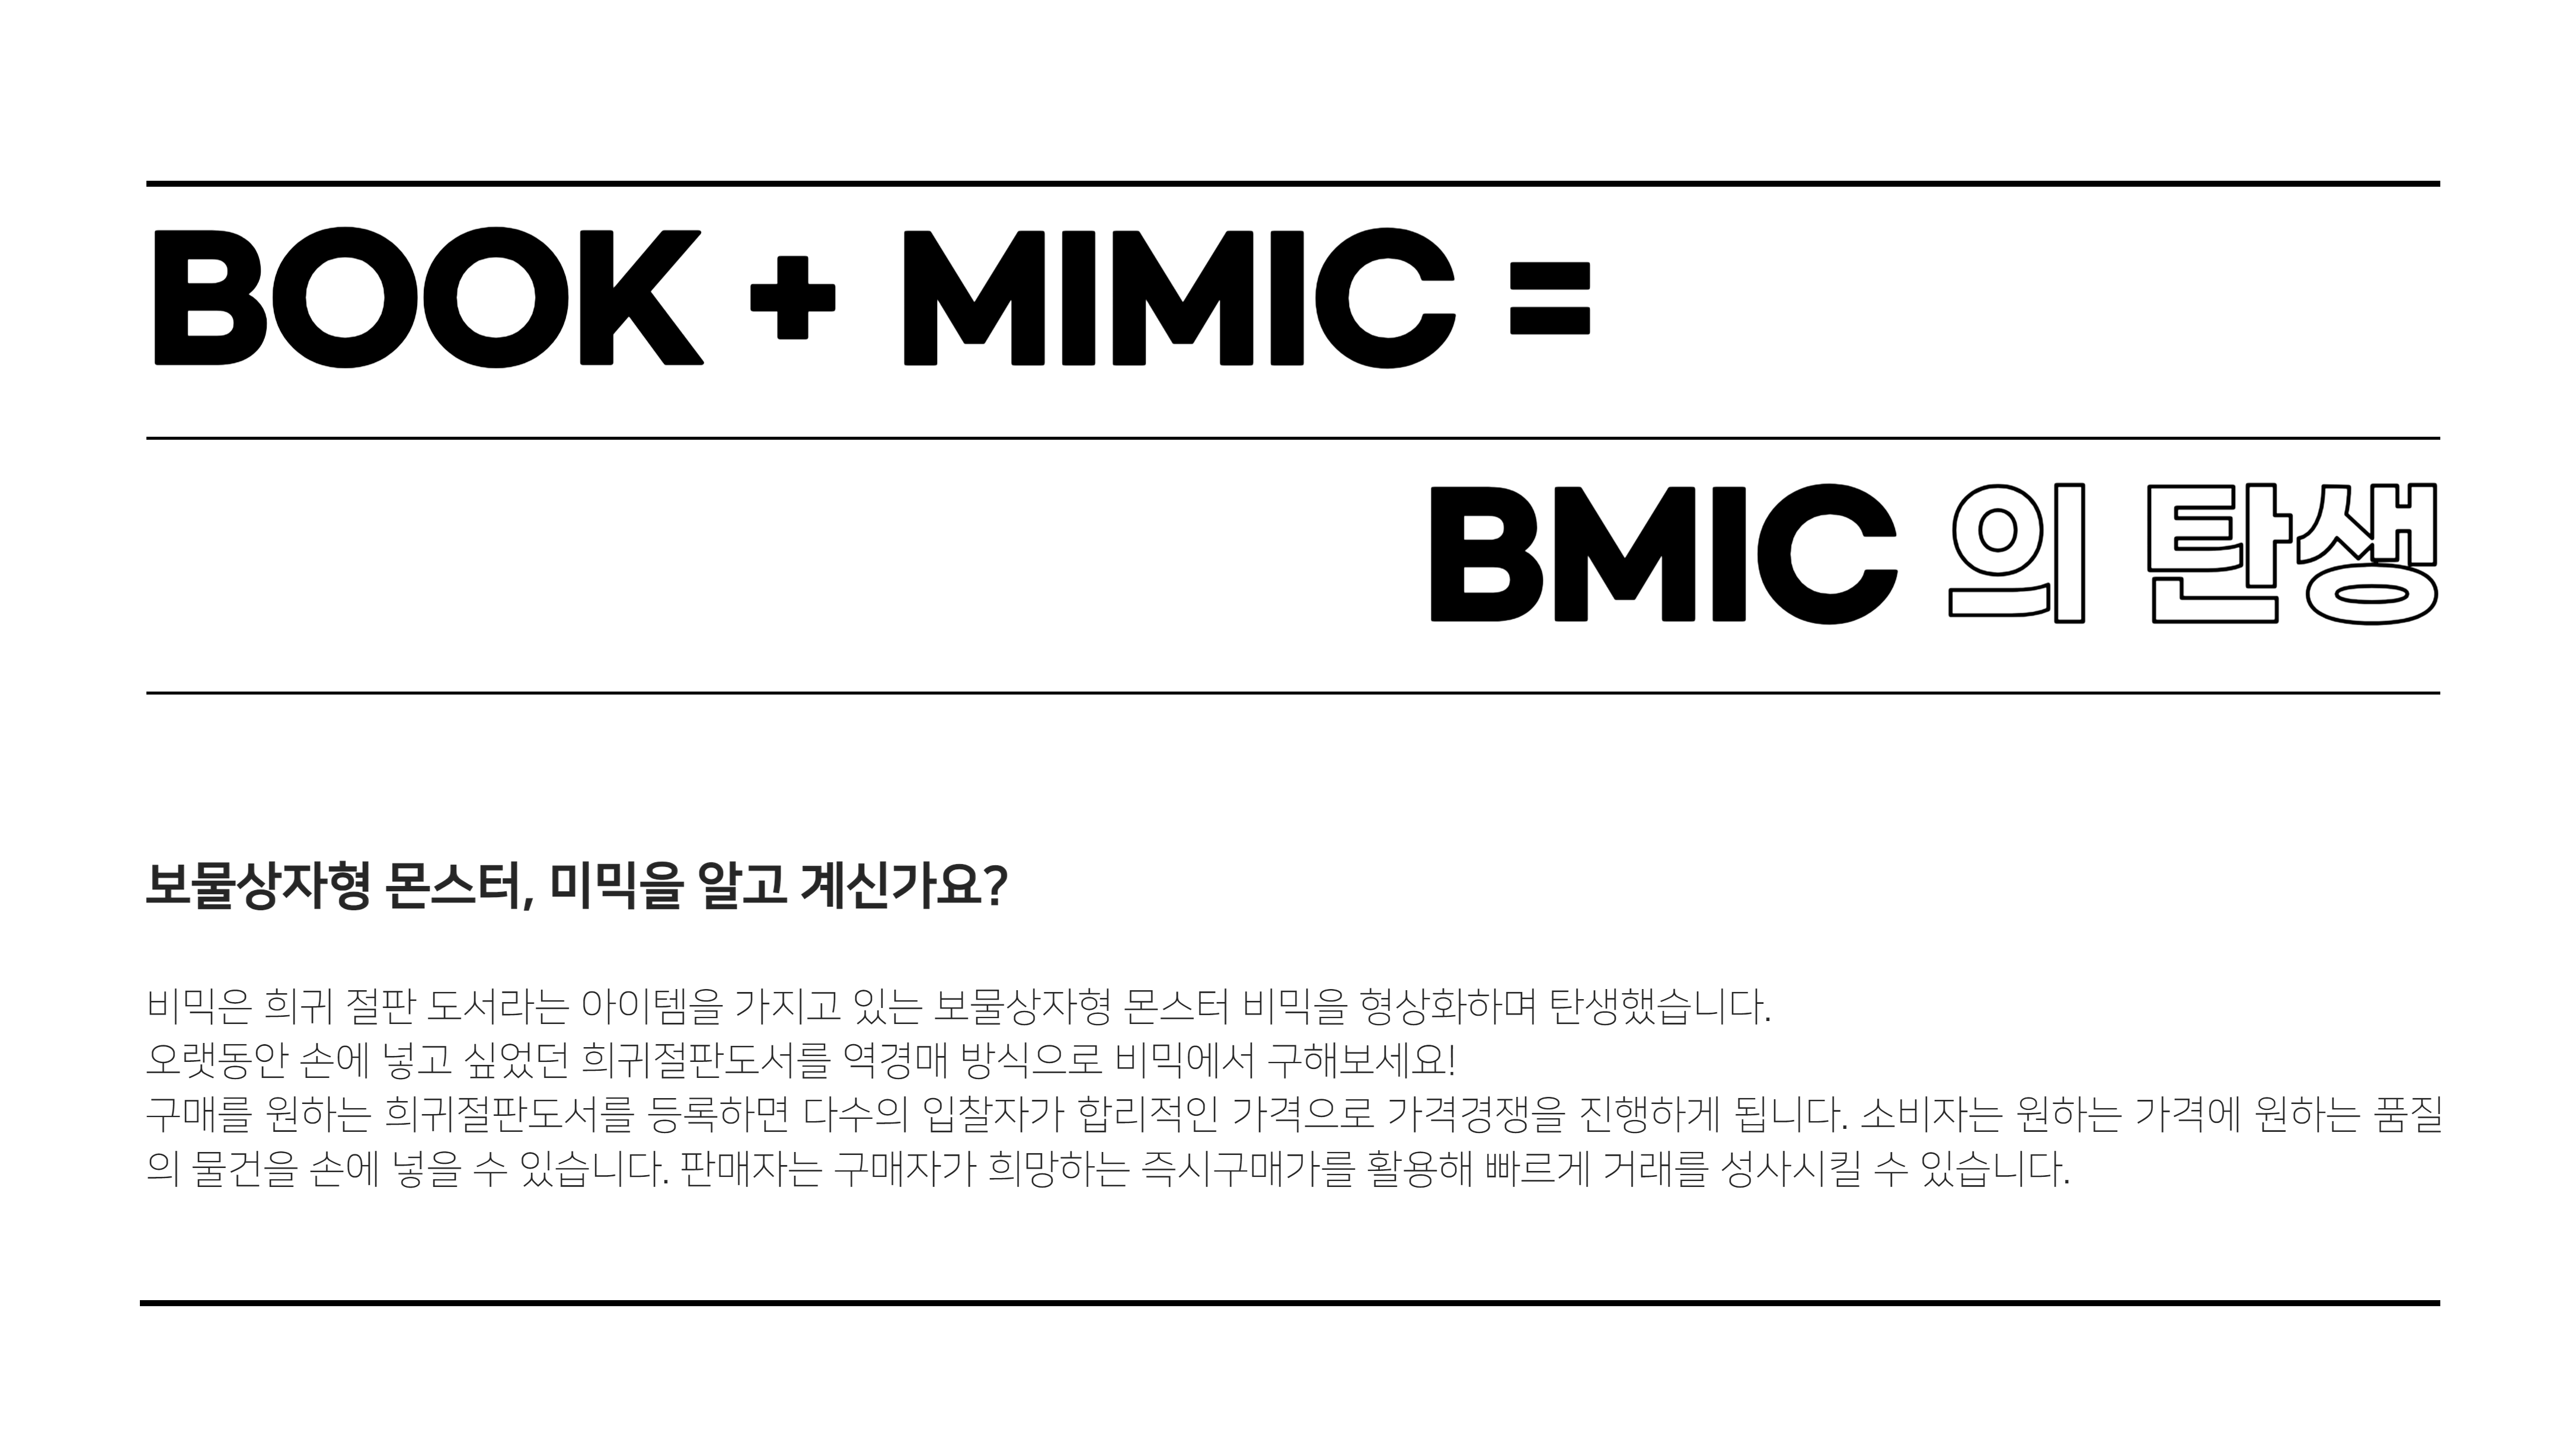 BOOK + MIMIC =
BMIC 의 탄생
보물상자형 몬스터, 미믹을 알고 계신가요?
비믹은 희귀 절판 도서라는 아이템을 가지고 있는 보물상자형 몬스터 비믹을 형상화하며 탄생했습니다.
오랫동안 손에 넣고 싶었던 희귀절판도서를 역경매 방식으로 비믹에서 구해보세요!
구매를 원하는 희귀절판도서를 등록하면 다수의 입찰자가 합리적인 가격으로 가격경쟁을 진행하게 됩니다. 소비자는 원하는 가격에 원하는 품질
의 물건을 손에 넣을 수 있습니다. 판매자는 구매자가 희망하는 즉시구매가를 활용해 빠르게 거래를 성사시킬 수 있습니다.